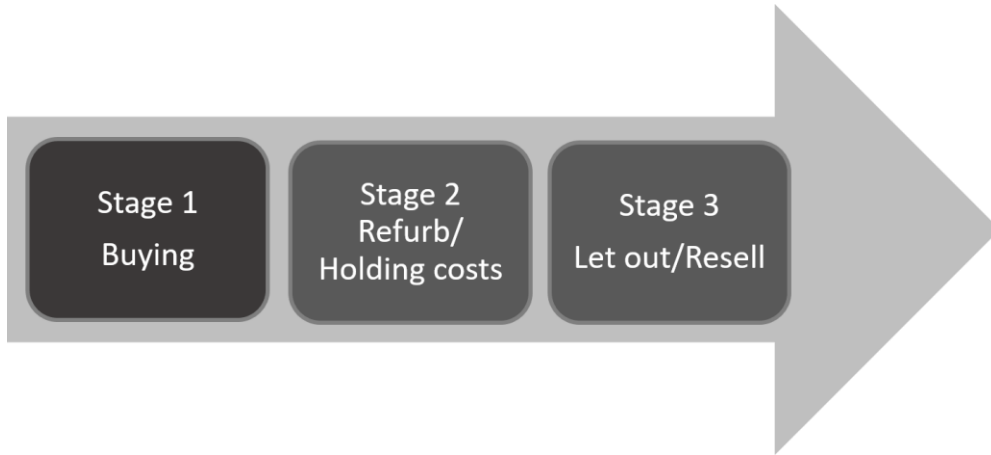 Stage 1
Buying
Stage 2
Refurb/
Holding costs
Stage 3
Let out/Resell